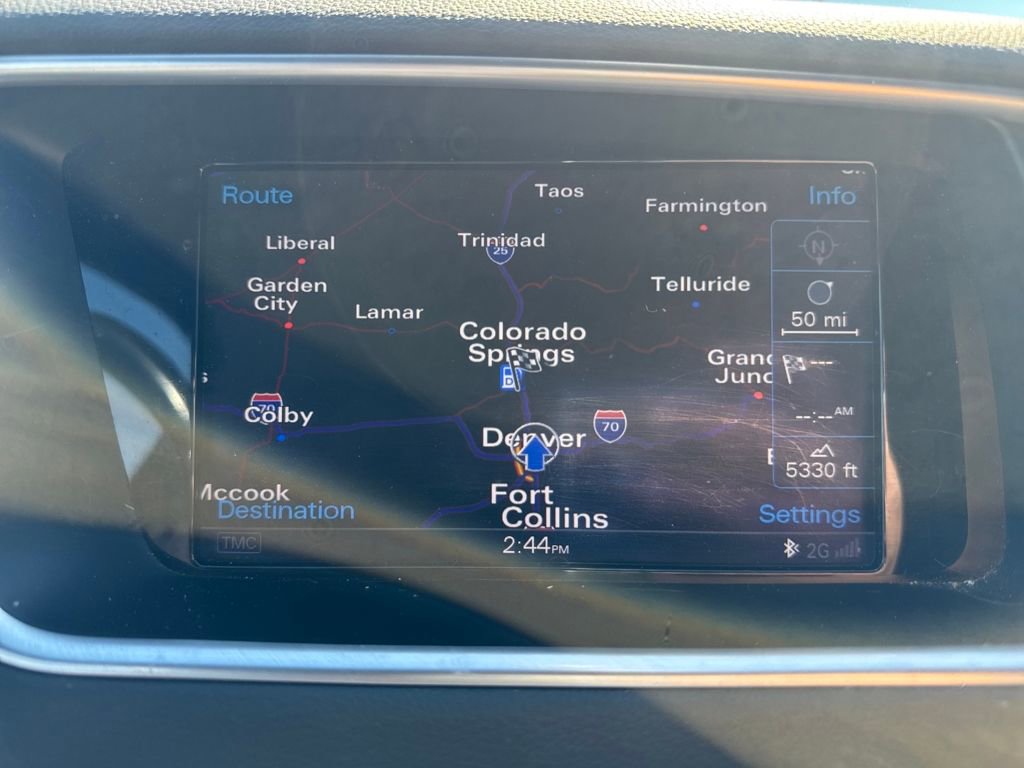 Route
Taos
Info
Farmington
N
Liberal
Trinidad
25
Garden
City
Telluride
Lamar
50 mi
Colorado
Springs
Grand
Junc
---
D
--:--AM
70
Colby
70
Denver
5330 ft
Mccook
Fort
Collins
Destination
Settings
TMC
2:44PM
2G